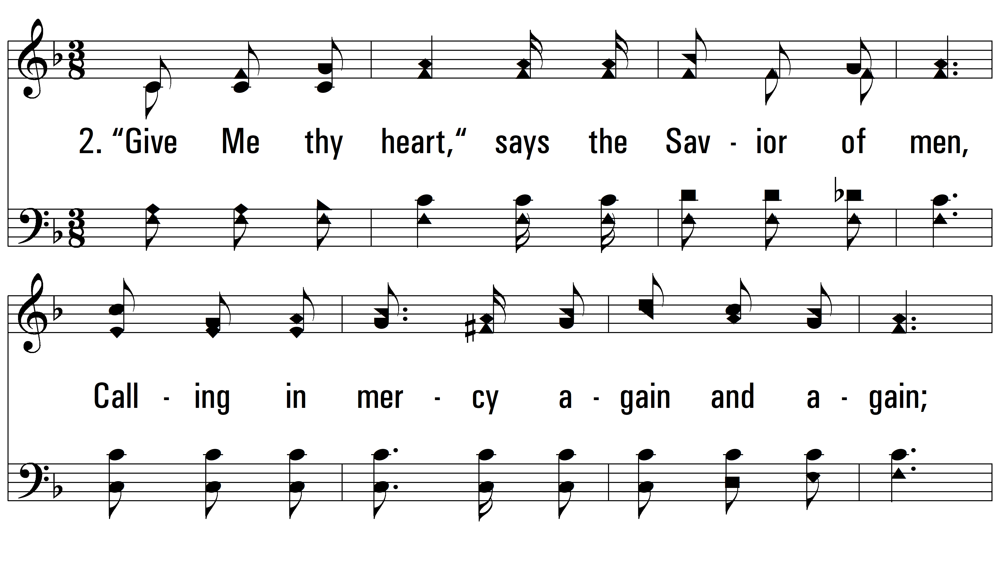 2. “Give Me thy heart,“ says the Sav - ior of men,
Call - ing in mer - cy a - gain and a - gain;